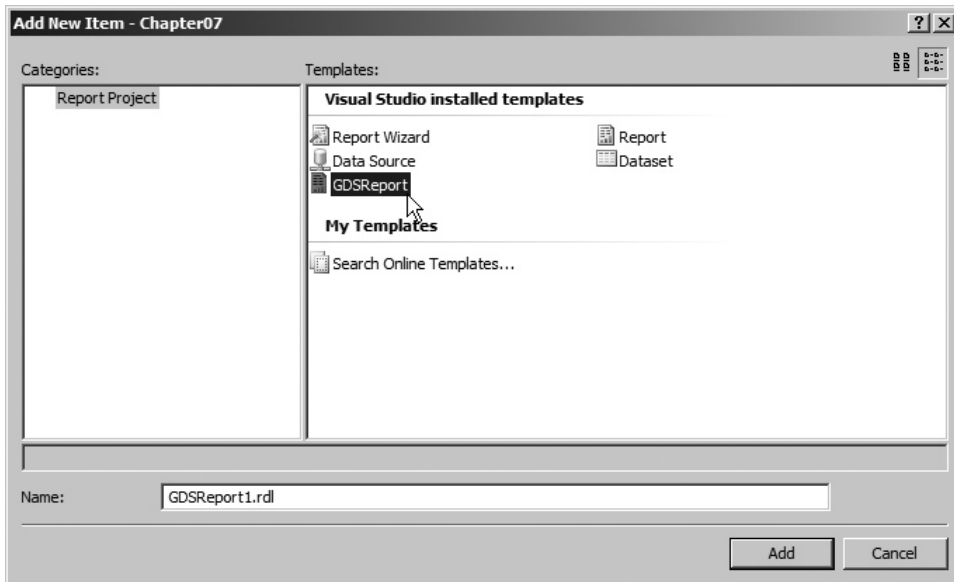 Add New Item - Chapter07
Categories:
Templates:
Report Project
Visual Studio installed templates
Report Wizard
Report
Data Source
Dataset
GDSReport
My Templates
Search Online Templates...
Name:
GDSReport1.rdl
Add
Cancel